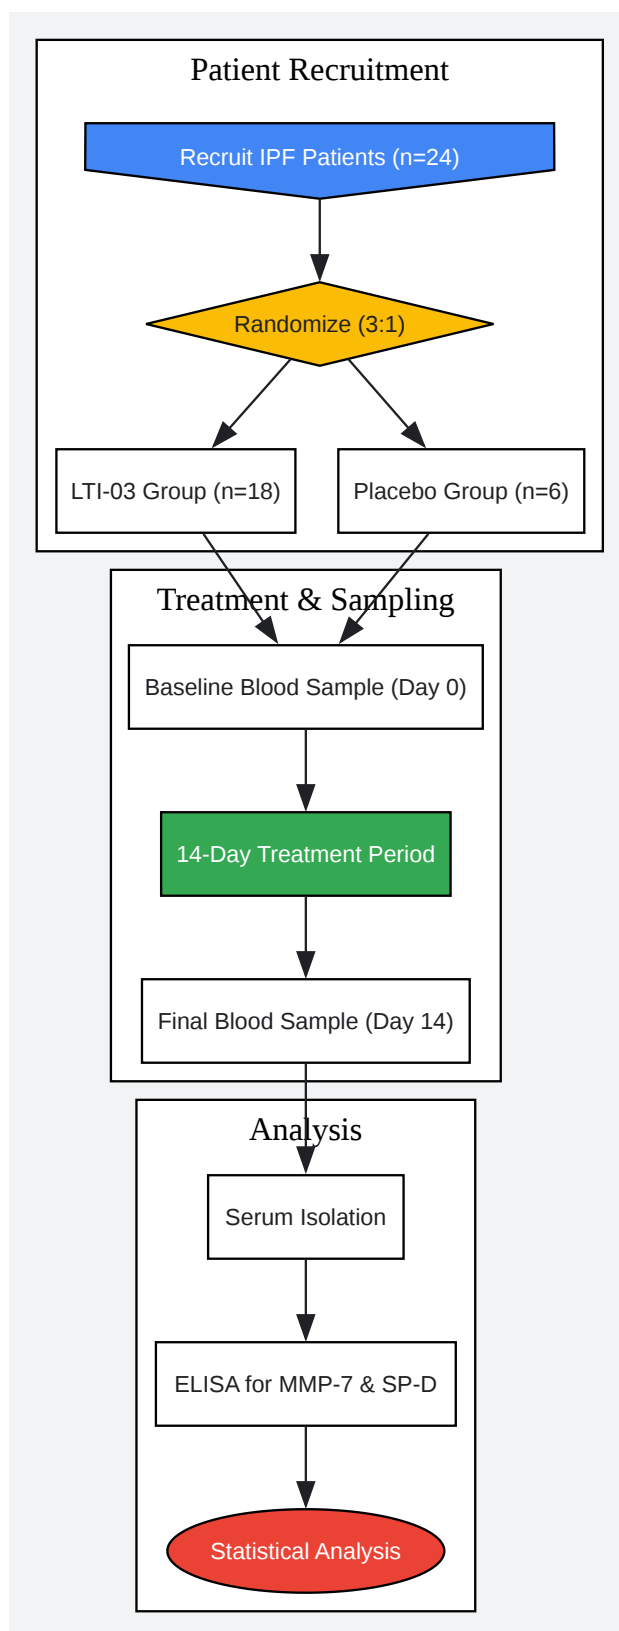 Patient Recruitment
Recruit IPF Patients (n=24)
Randomize (3:1)
LTI-03 Group (n=18)
Placebo Group (n=6)
Treatment & Sampling
Baseline Blood Sample (Day 0)
14-Day Treatment Period
Final Blood Sample (Day 14)
Analysis
Serum Isolation
ELISA for MMP-7 & SP-D
Statistical Analysis